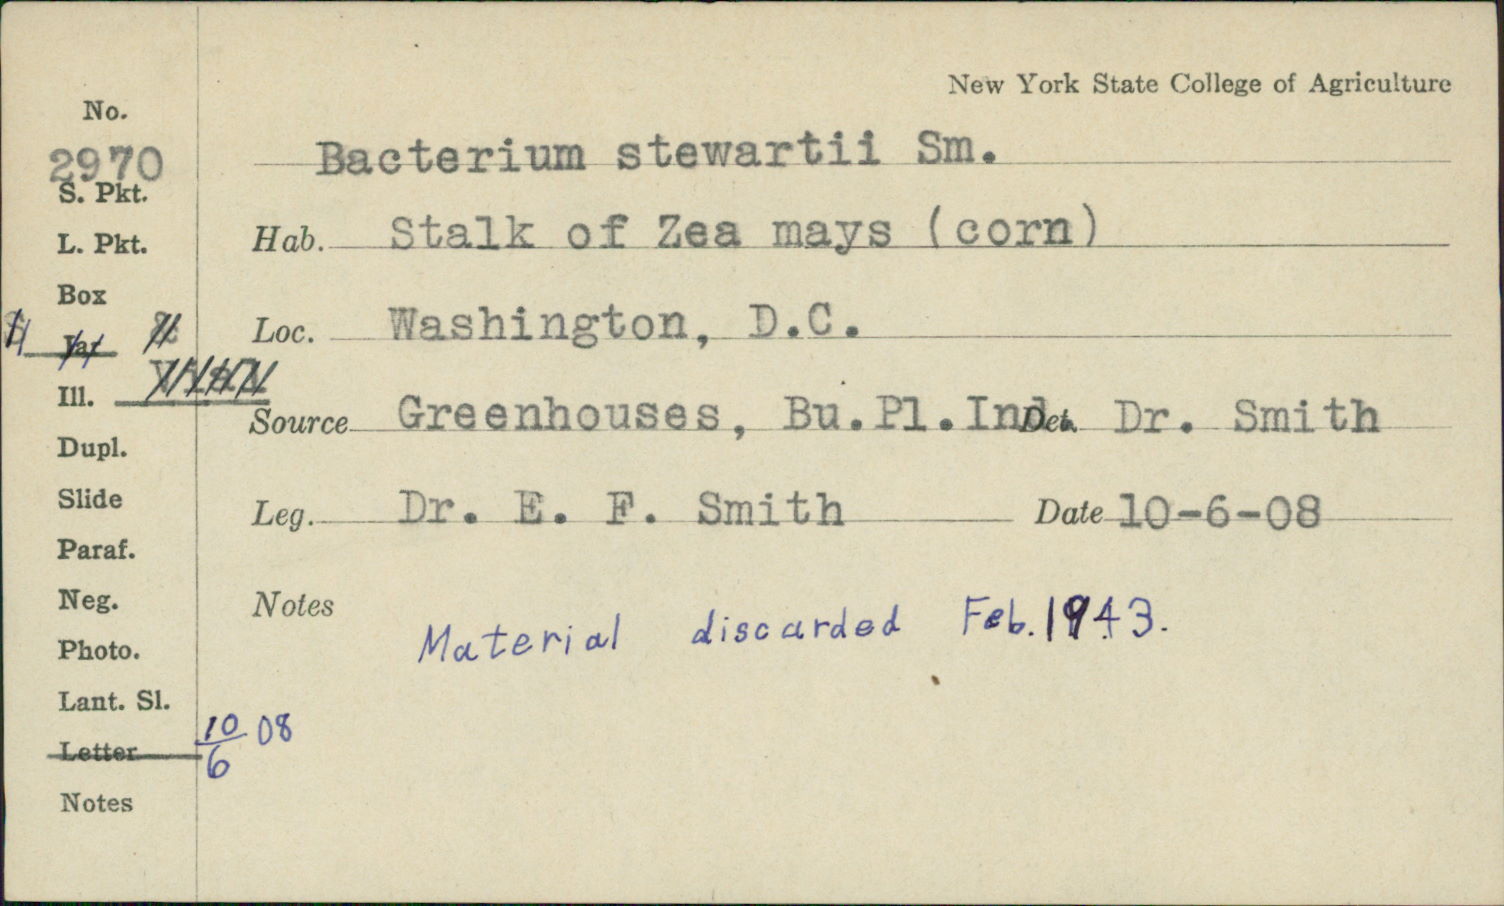 New York State College of Agriculture
No.
2970
Bacterium stewartii Sm.
S. Pkt.
L. Pkt.
Hab. Stalk of Zea mays (corn)
Box
Jar
Loc. Washington, D.C.
Ill.
Source Greenhouses, Bu.Pl.Ind. Det. Dr. Smith
Dupl.
Slide
Leg. Dr. E. F. Smith Date 10-6-08
Paraf.
Neg.
Notes Material discarded Feb. 1943.
Photo.
Lant. Sl.
Letter 10/6 08
Notes